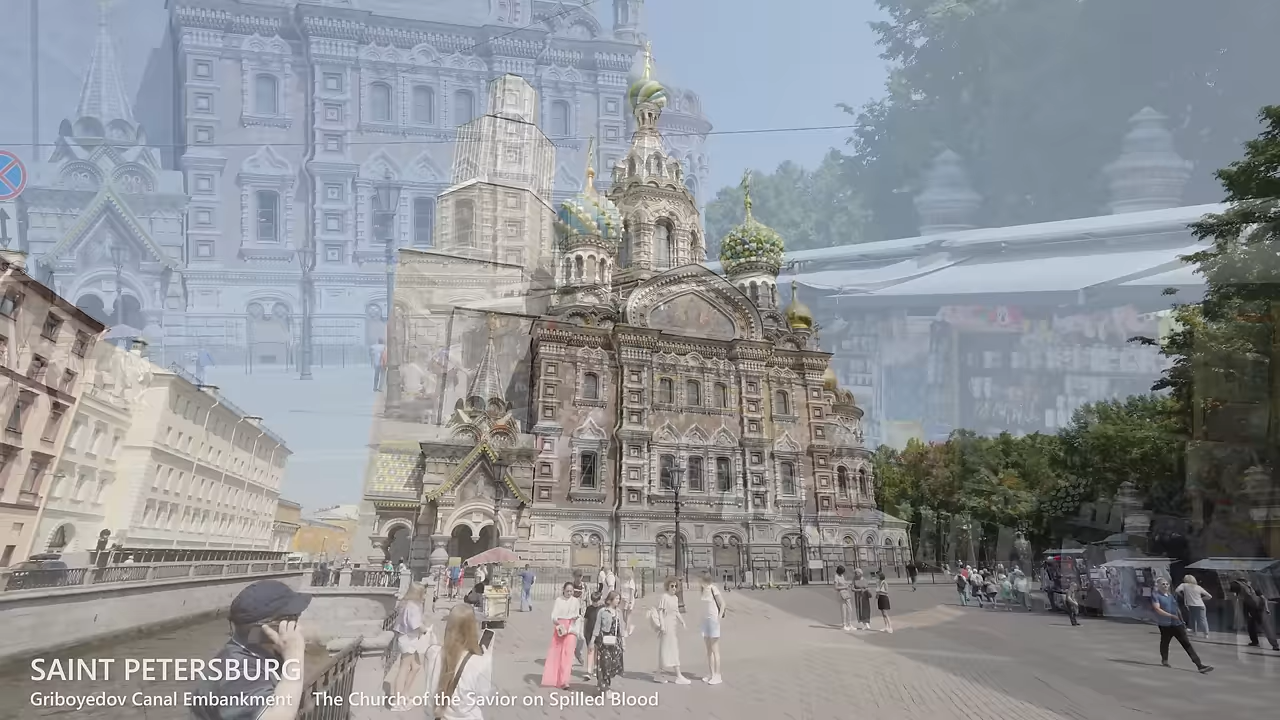 SAINT PETERSBURG
Griboyedov Canal Embankment The Church of the Savior on Spilled Blood